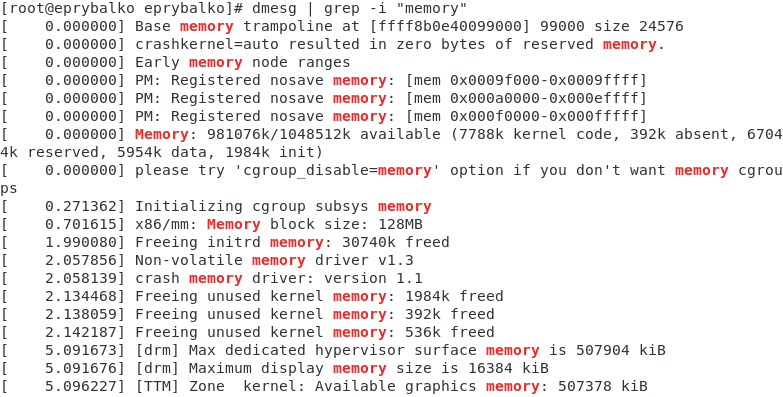 [root@eprybalko eprybalko]# dmesg | grep -i "memory"
[    0.000000] Base memory trampoline at [ffff8b0e40099000] 99000 size 24576
[    0.000000] crashkernel=auto resulted in zero bytes of reserved memory.
[    0.000000] Early memory node ranges
[    0.000000] PM: Registered nosave memory: [mem 0x0009f000-0x0009ffff]
[    0.000000] PM: Registered nosave memory: [mem 0x000a0000-0x000effff]
[    0.000000] PM: Registered nosave memory: [mem 0x000f0000-0x000fffff]
[    0.000000] Memory: 981076k/1048512k available (7788k kernel code, 392k absent, 6704
4k reserved, 5954k data, 1984k init)
[    0.000000] please try 'cgroup_disable=memory' option if you don't want memory cgrou
ps
[    0.271362] Initializing cgroup subsys memory
[    0.701615] x86/mm: Memory block size: 128MB
[    1.990080] Freeing initrd memory: 30740k freed
[    2.057856] Non-volatile memory driver v1.3
[    2.058139] crash memory driver: version 1.1
[    2.134468] Freeing unused kernel memory: 1984k freed
[    2.138059] Freeing unused kernel memory: 392k freed
[    2.142187] Freeing unused kernel memory: 536k freed
[    5.091673] [drm] Max dedicated hypervisor surface memory is 507904 kiB
[    5.091676] [drm] Maximum display memory size is 16384 kiB
[    5.096227] [TTM] Zone  kernel: Available graphics memory: 507378 kiB